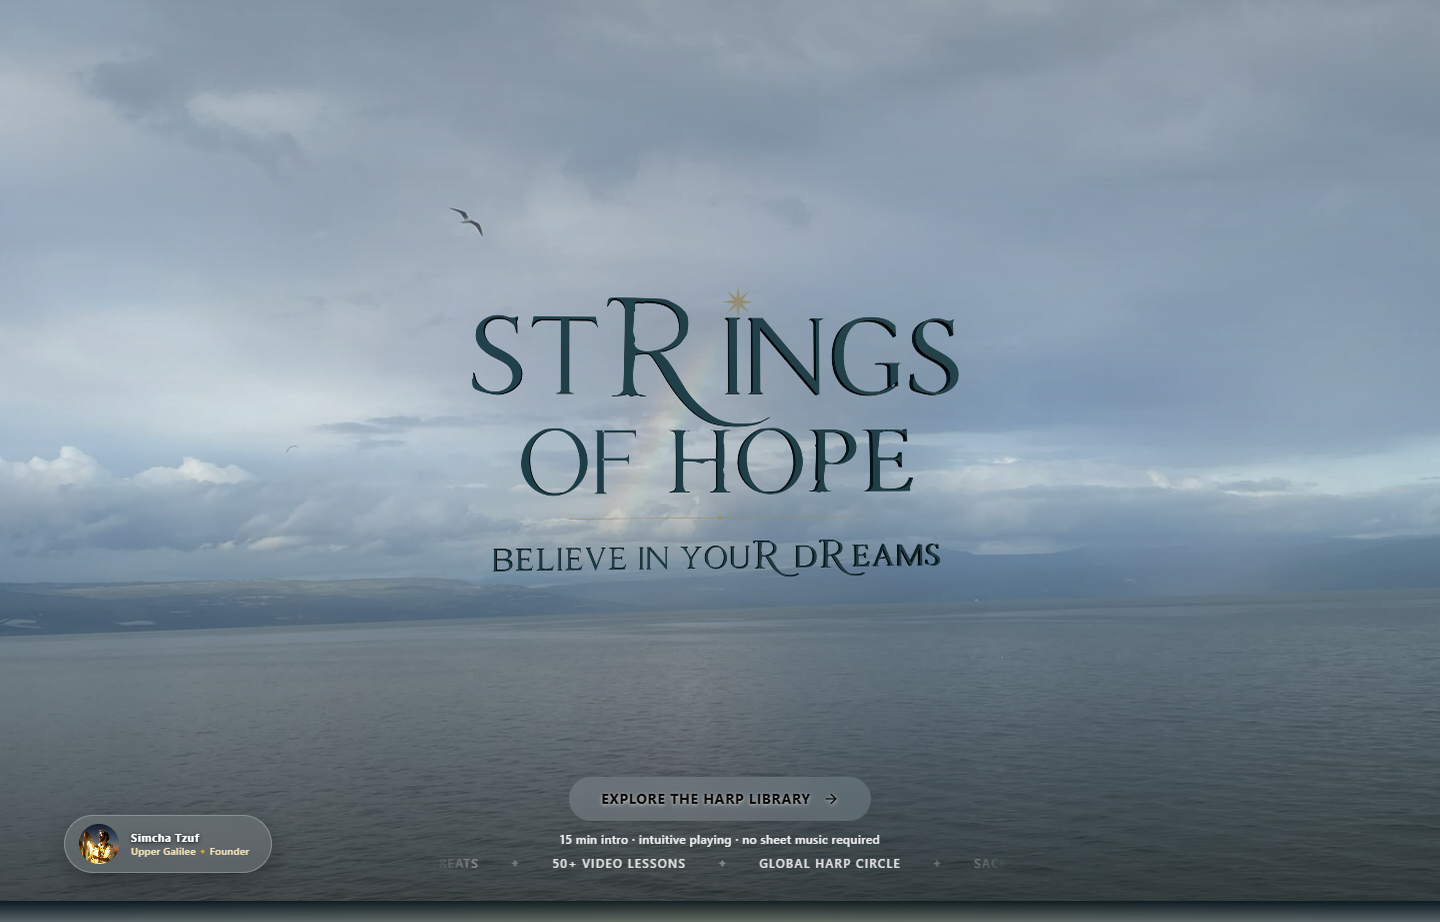 STRINGS
OF HOPE
BELIEVE IN YOUR DREAMS
EXPLORE THE HARP LIBRARY →
15 min intro · intuitive playing · no sheet music required
Simcha Tzuf
Upper Galilee ✦ Founder
REATS ✦ 50+ VIDEO LESSONS ✦ GLOBAL HARP CIRCLE ✦